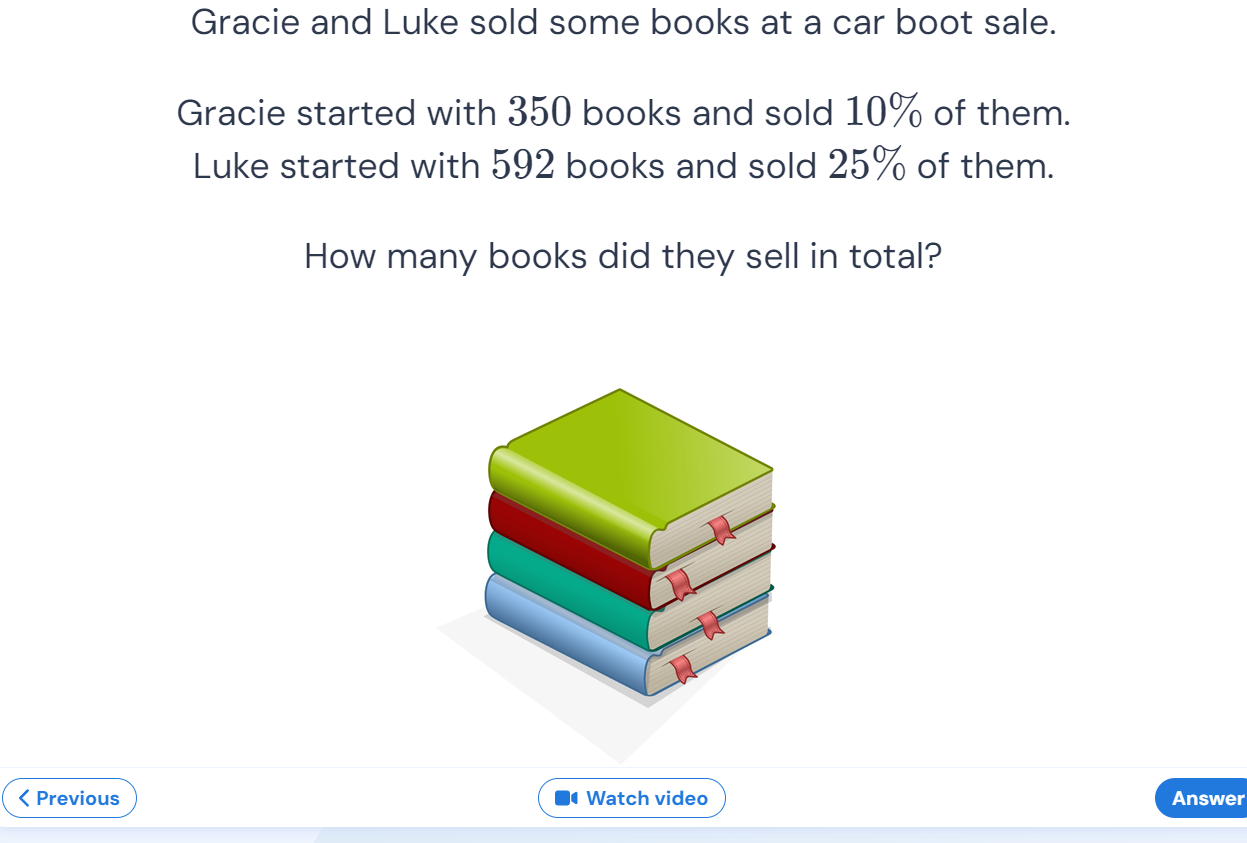 Gracie and Luke sold some books at a car boot sale.
Gracie started with 350 books and sold 10% of them.
Luke started with 592 books and sold 25% of them.
How many books did they sell in total?
Previous
Watch video
Answer